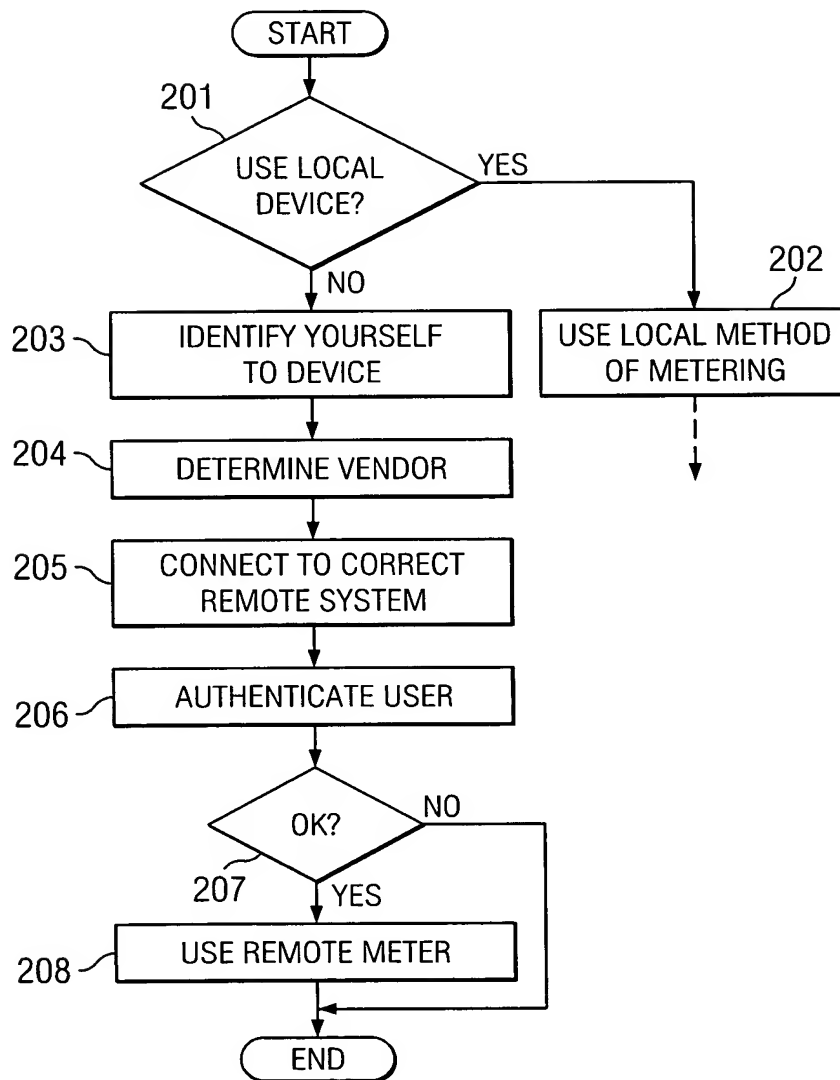 START
201
USE LOCAL
DEVICE?
YES
NO
202
USE LOCAL METHOD
OF METERING
203
IDENTIFY YOURSELF
TO DEVICE
204
DETERMINE VENDOR
205
CONNECT TO CORRECT
REMOTE SYSTEM
206
AUTHENTICATE USER
OK?
NO
207
YES
208
USE REMOTE METER
END